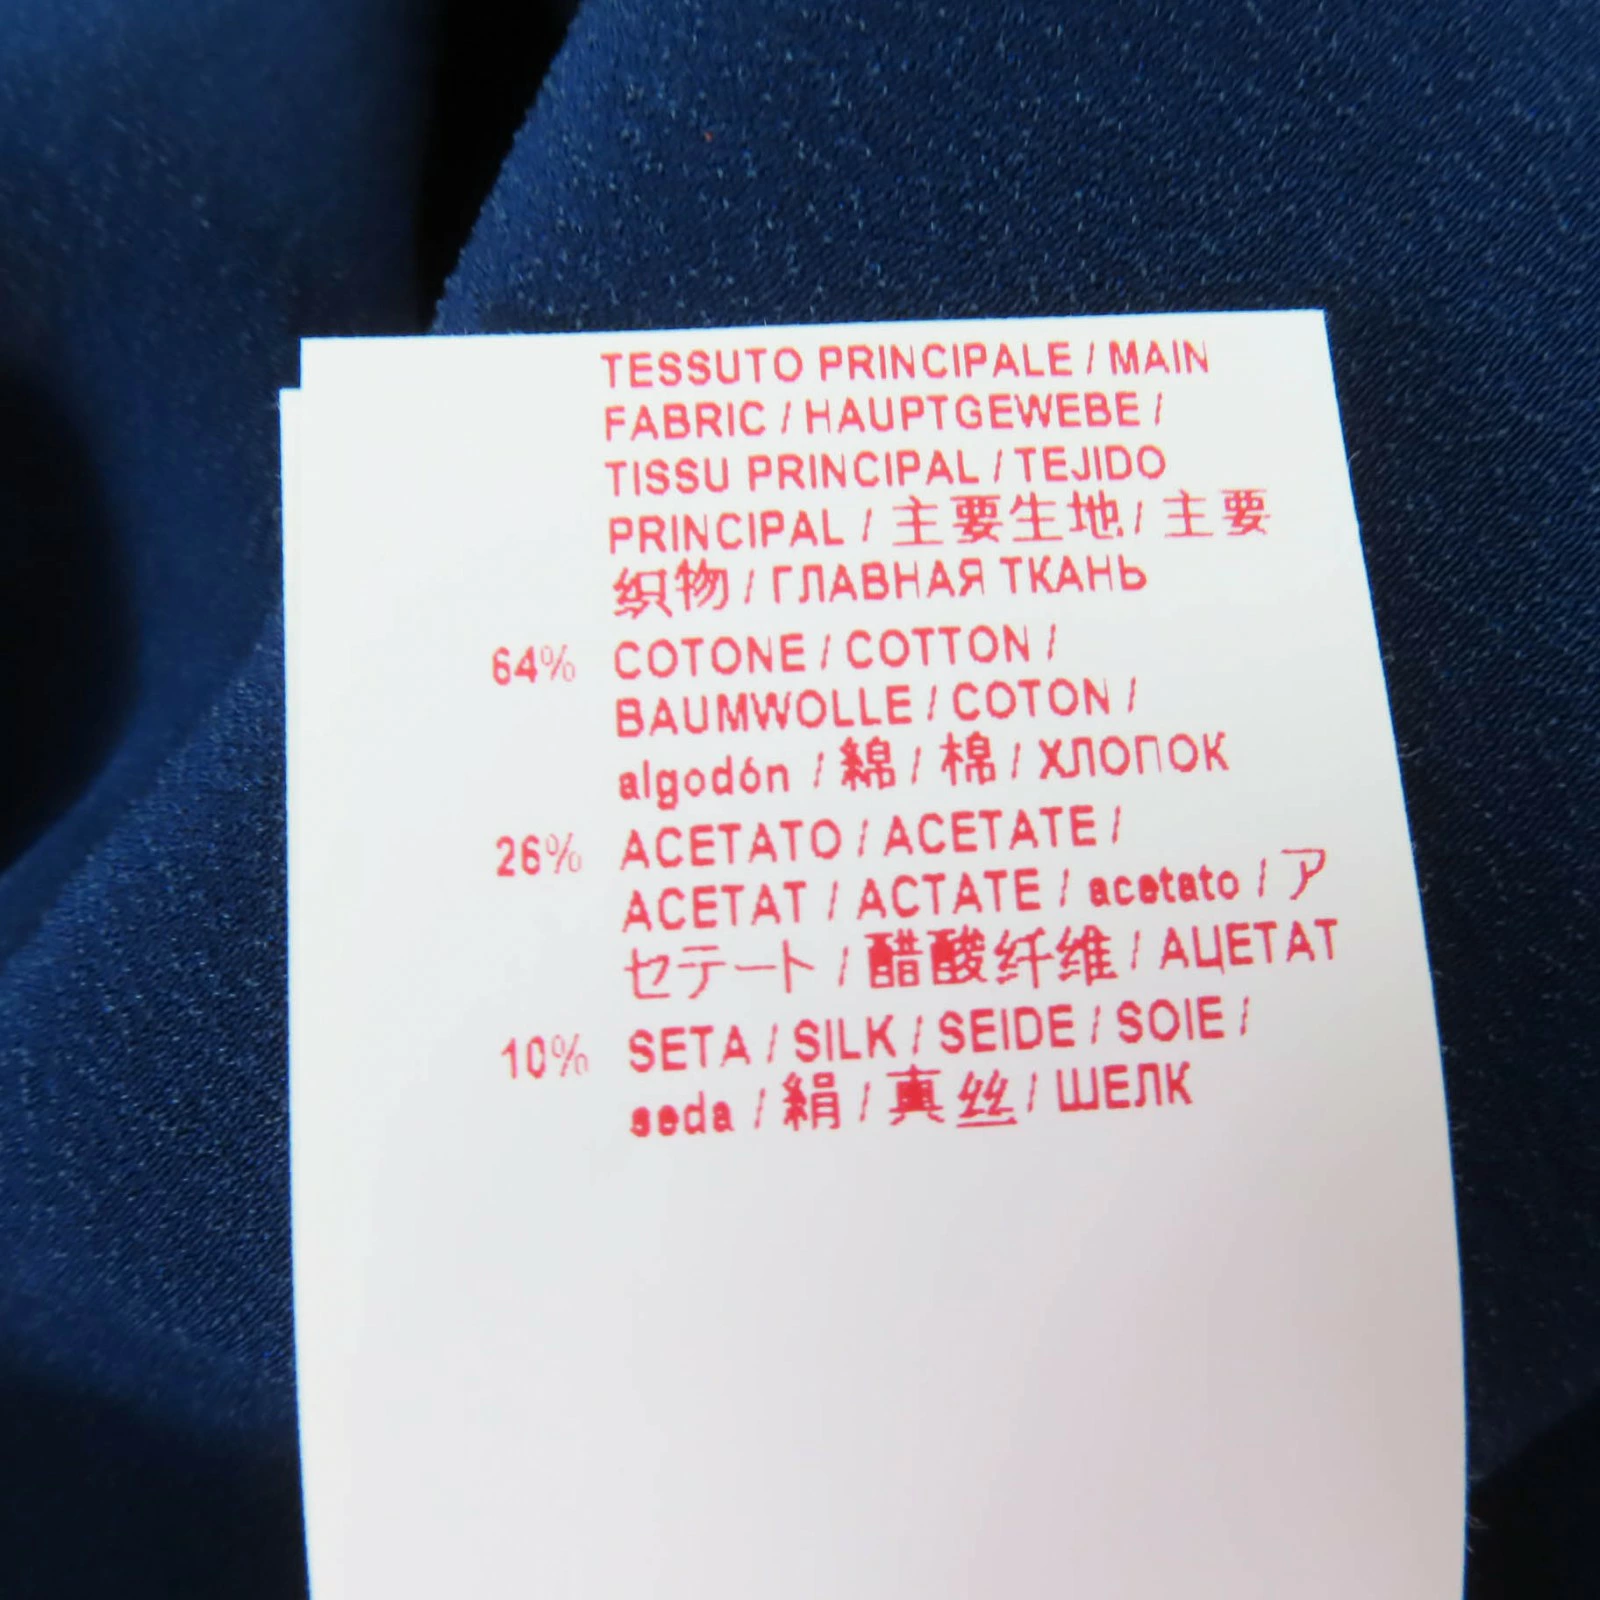 TESSUTO PRINCIPALE / MAIN
FABRIC / HAUPTGEWEBE /
TISSU PRINCIPAL / TEJIDO
PRINCIPAL / 主要生地 / 主要
织物 / ГЛАВНАЯ ТКАНЬ
64% COTONE / COTTON /
BAUMWOLLE / COTON /
algodón / 綿 / 棉 / ХЛОПОК
26% ACETATO / ACETATE /
ACETAT / ACTATE / acetato / ア
セテート / 醋酸纤维 / АЦЕТАТ
10% SETA / SILK / SEIDE / SOIE /
seda / 絹 / 真丝 / ШЕЛК